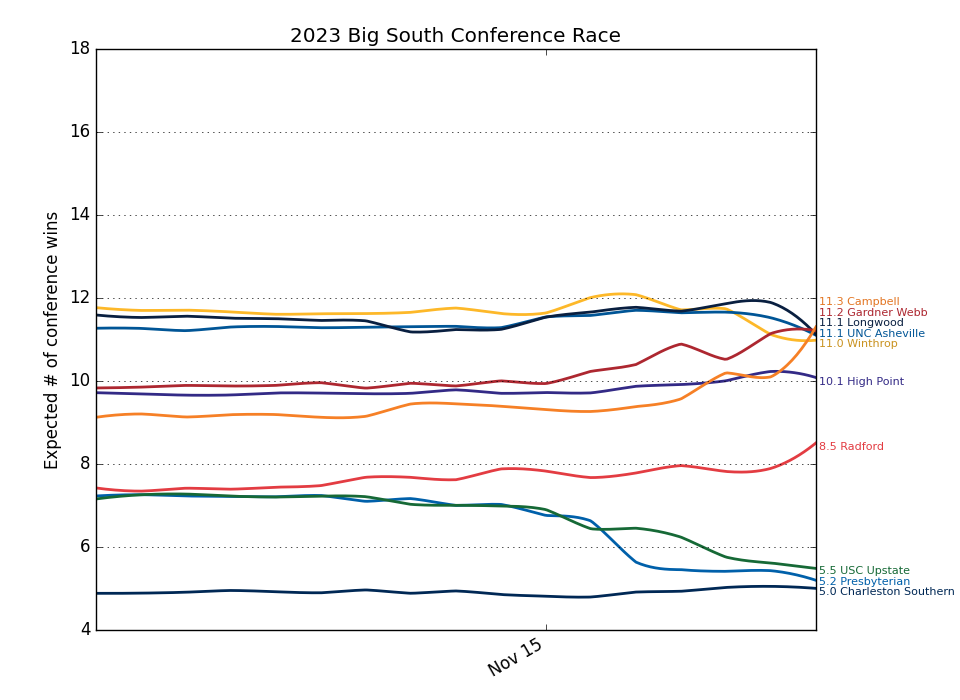 2023 Big South Conference Race
Expected # of conference wins
18
16
14
12
10
8
6
4
Nov 15
11.3 Campbell
11.2 Gardner Webb
11.1 Longwood
11.1 UNC Asheville
11.0 Winthrop
10.1 High Point
8.5 Radford
5.5 USC Upstate
5.2 Presbyterian
5.0 Charleston Southern